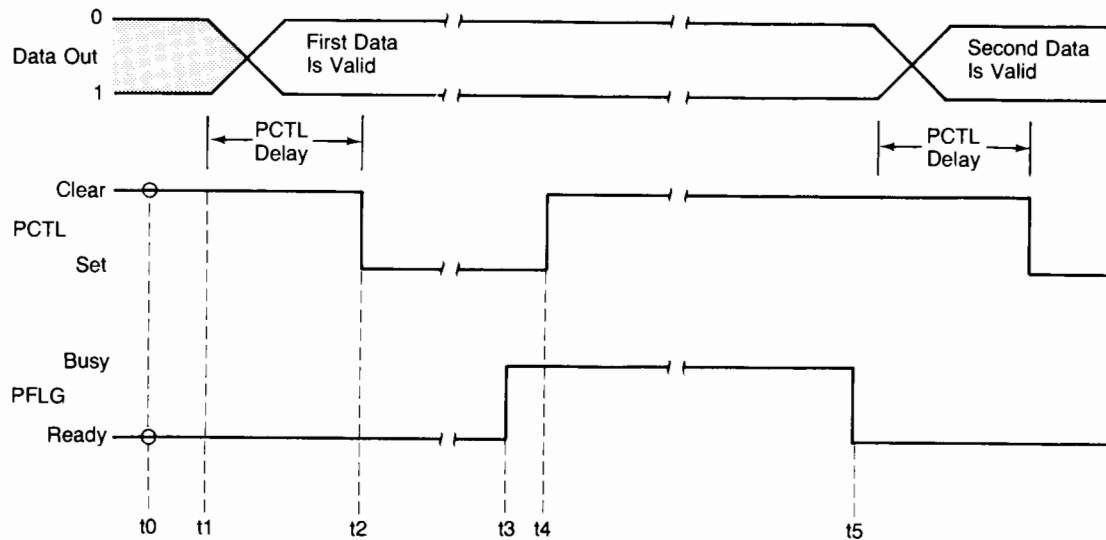 0
Data Out
1
First Data
Is Valid
Second Data
Is Valid
PCTL
Delay
PCTL
Delay
Clear
PCTL
Set
Busy
PFLG
Ready
t0
t1
t2
t3
t4
t5